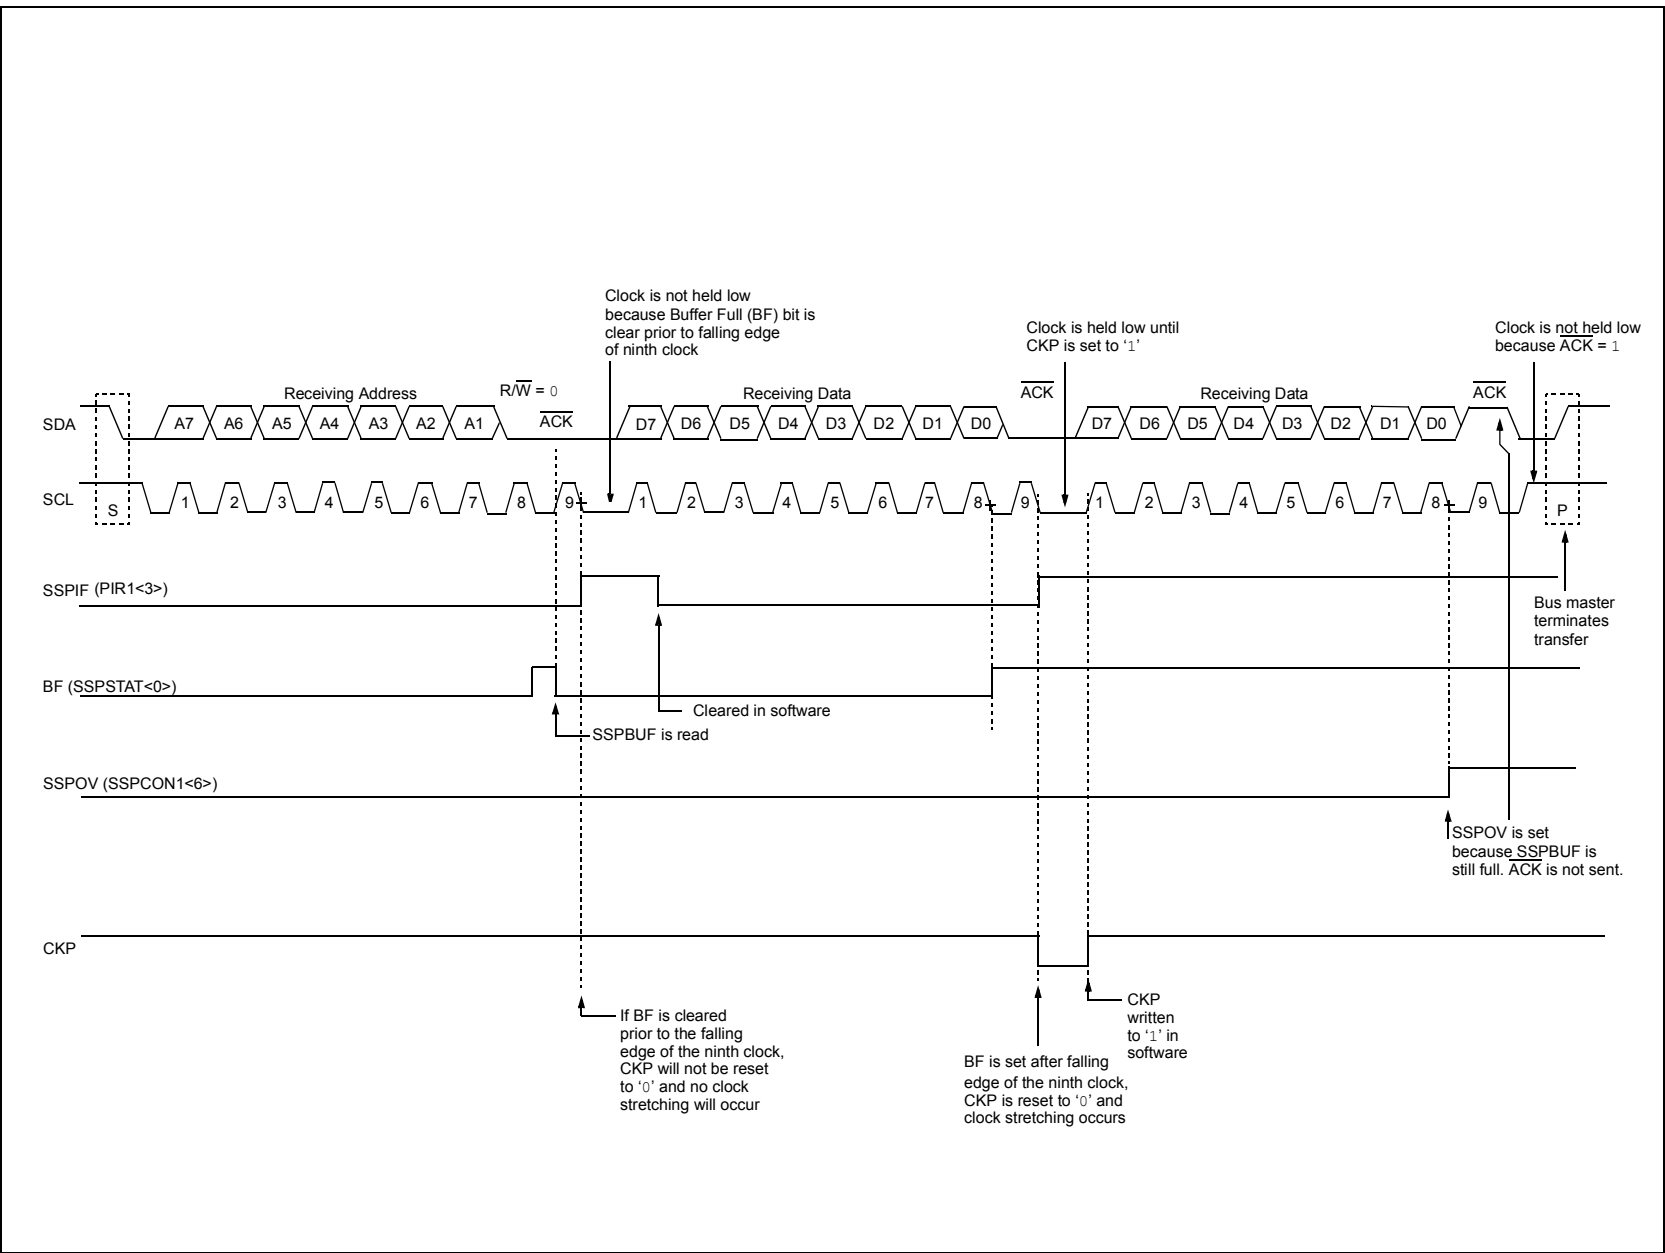 Clock is not held low
because Buffer Full (BF) bit is
clear prior to falling edge
of ninth clock
Clock is held low until
CKP is set to ‘1’
Clock is not held low
because ACK = 1
Receiving Address
R/W = 0
Receiving Data
ACK
Receiving Data
ACK
SDA
A7 A6 A5 A4 A3 A2 A1
ACK
D7 D6 D5 D4 D3 D2 D1 D0
D7 D6 D5 D4 D3 D2 D1 D0
SCL
S
1 2 3 4 5 6 7 8 9
1 2 3 4 5 6 7 8 9
1 2 3 4 5 6 7 8 9
P
SSPIF (PIR1<3>)
Bus master
terminates
transfer
BF (SSPSTAT<0>)
Cleared in software
SSPBUF is read
SSPOV (SSPCON1<6>)
SSPOV is set
because SSPBUF is
still full. ACK is not sent.
CKP
If BF is cleared
prior to the falling
edge of the ninth clock,
CKP will not be reset
to ‘0’ and no clock
stretching will occur
CKP
written
to ‘1’ in
software
BF is set after falling
edge of the ninth clock,
CKP is reset to ‘0’ and
clock stretching occurs